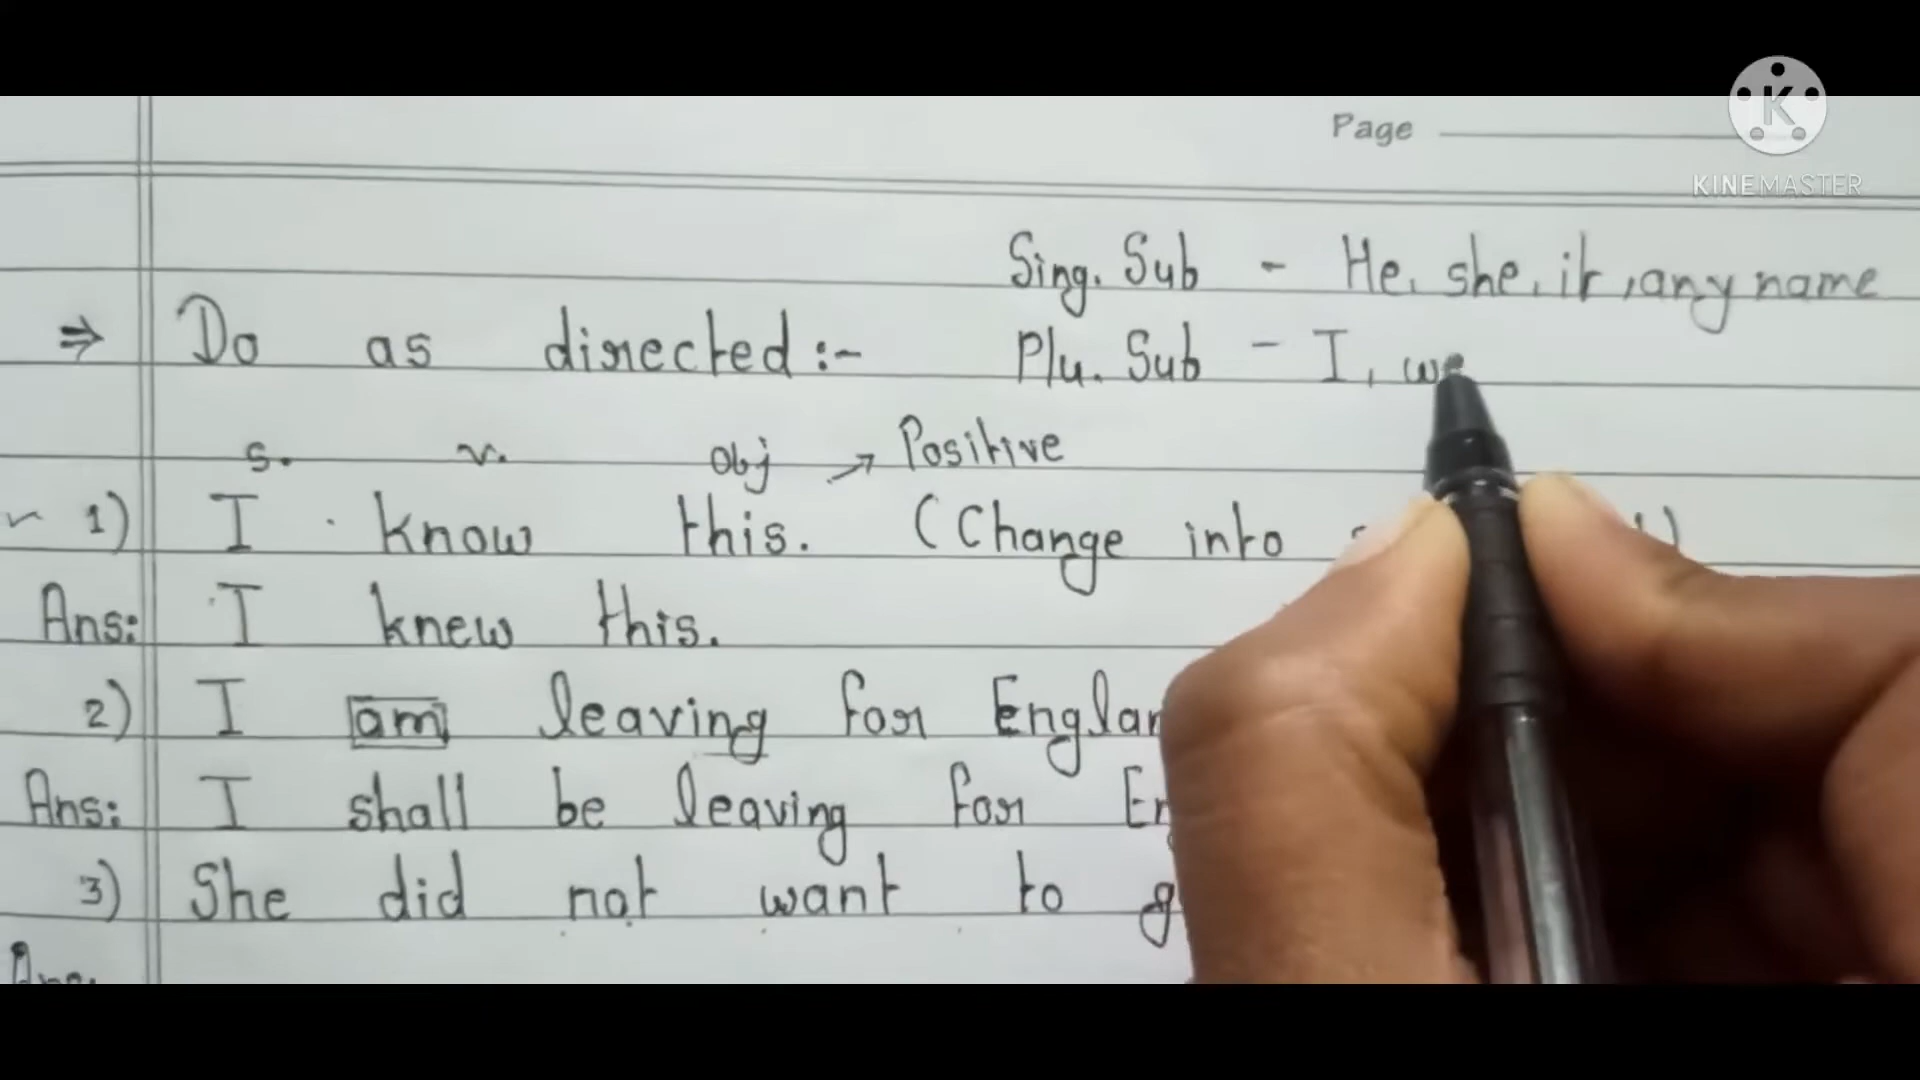 Page
KINEMASTER
Sing. Sub - He, she, it, any name
⇒ Do as directed :-
Plu. Sub - I, we
s. v. obj → Positive
1) I know this. (Change into
Ans: I knew this.
2) I am leaving for Englan
Ans: I shall be leaving for En
3) She did not want to g
Ans.